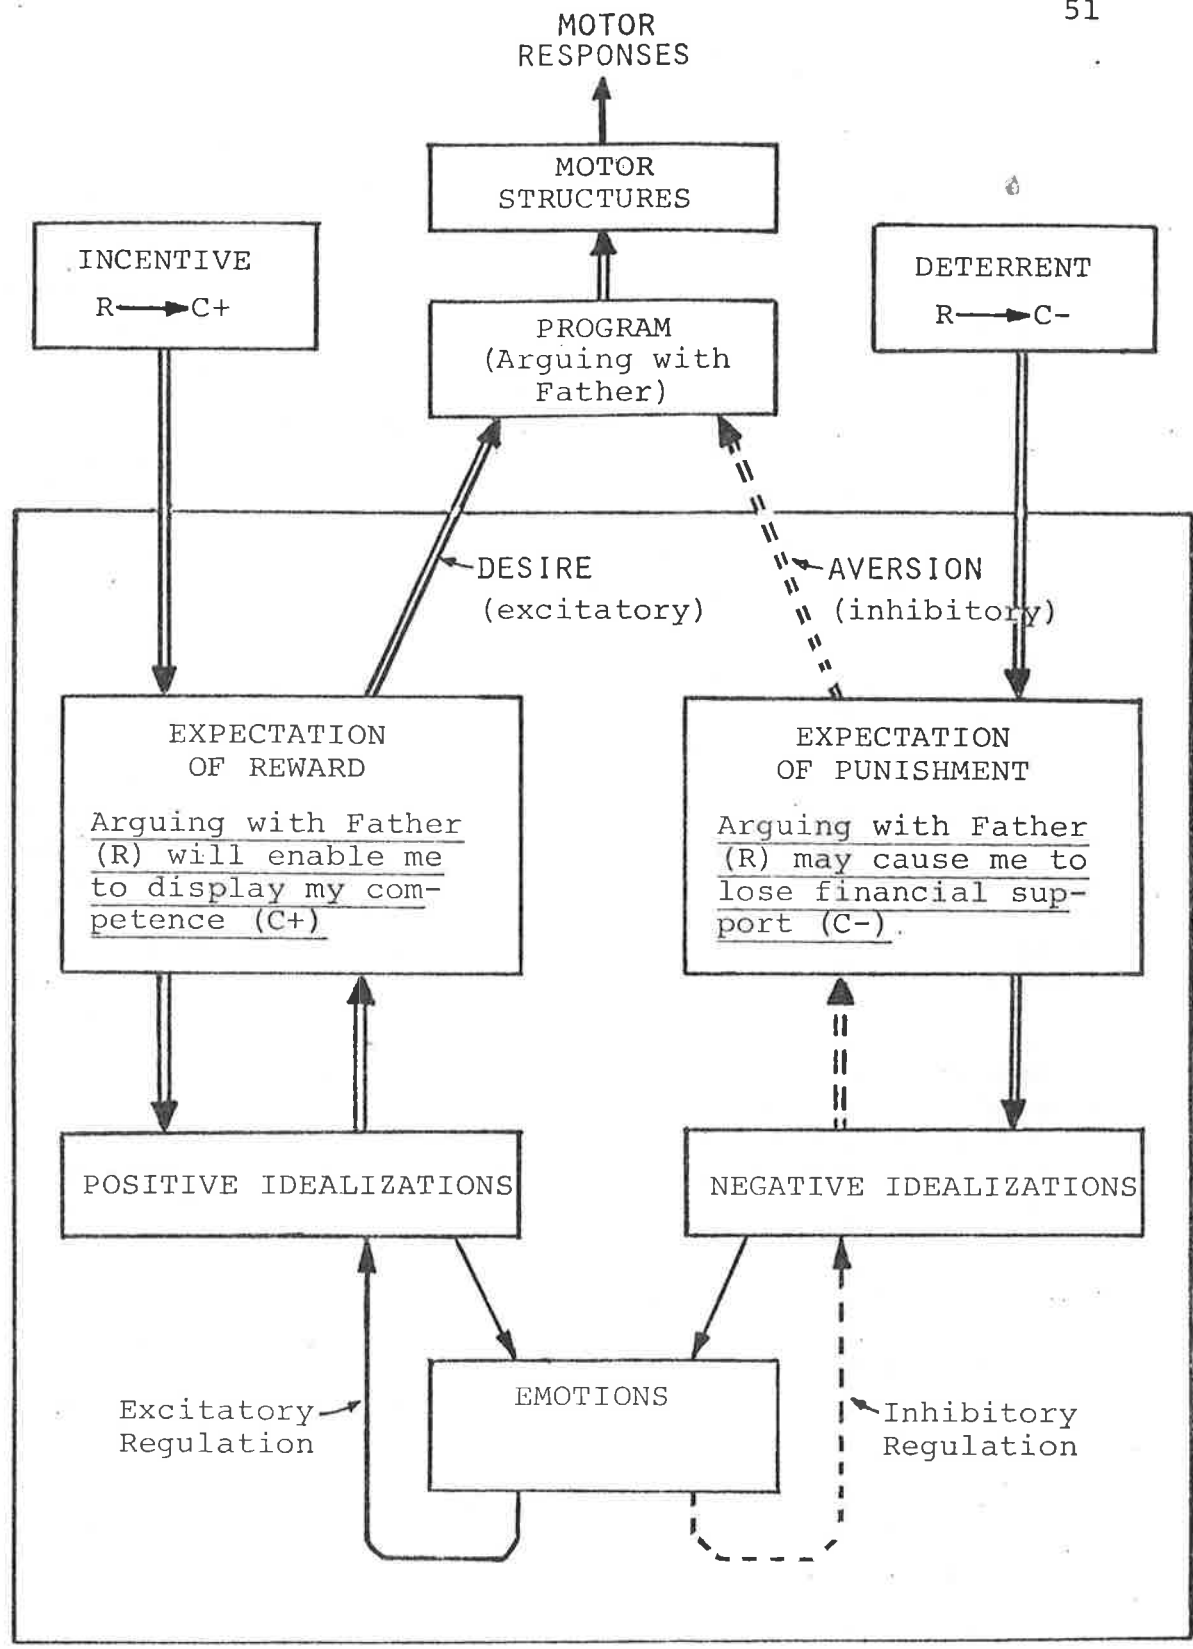 51
MOTOR
RESPONSES
MOTOR
STRUCTURES
INCENTIVE
R→C+
DETERRENT
R→C-
PROGRAM
(Arguing with
Father)
DESIRE
(excitatory)
AVERSION
(inhibitory)
EXPECTATION
OF REWARD
Arguing with Father
(R) will enable me
to display my com-
petence (C+)
EXPECTATION
OF PUNISHMENT
Arguing with Father
(R) may cause me to
lose financial sup-
port (C-).
POSITIVE IDEALIZATIONS
NEGATIVE IDEALIZATIONS
EMOTIONS
Excitatory
Regulation
Inhibitory
Regulation